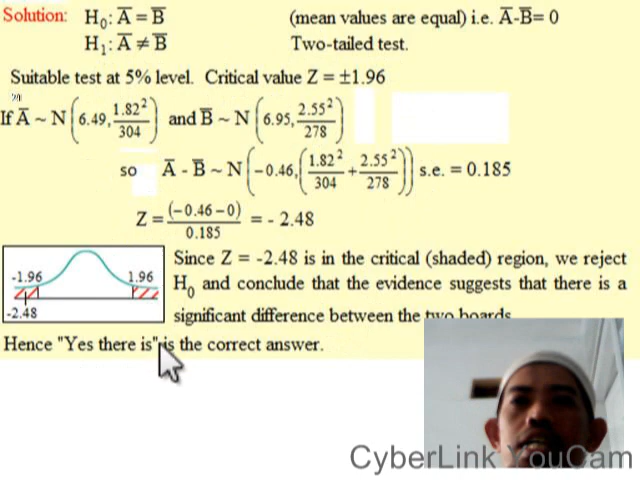 Solution: H₀: A̅ = B̅ (mean values are equal) i.e. A̅-B̅= 0
H₁: A̅ ≠ B̅ Two-tailed test.
Suitable test at 5% level. Critical value Z = ±1.96
If A̅ ~ N(6.49, 1.82²/304) and B̅ ~ N(6.95, 2.55²/278)
so A̅ - B̅ ~ N(-0.46, (1.82²/304 + 2.55²/278)) s.e. = 0.185
Z = (-0.46 - 0)/0.185 = - 2.48
-1.96 1.96
-2.48
Since Z = -2.48 is in the critical (shaded) region, we reject
H₀ and conclude that the evidence suggests that there is a
significant difference between the two boards
Hence "Yes there is" is the correct answer.
CyberLink YouCam